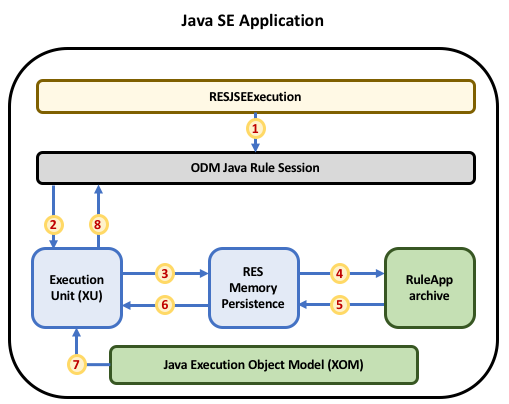 Java SE Application
RESJSEExecution
1
ODM Java Rule Session
2
8
Execution
Unit (XU)
3
6
RES
Memory
Persistence
4
5
RuleApp
archive
7
Java Execution Object Model (XOM)